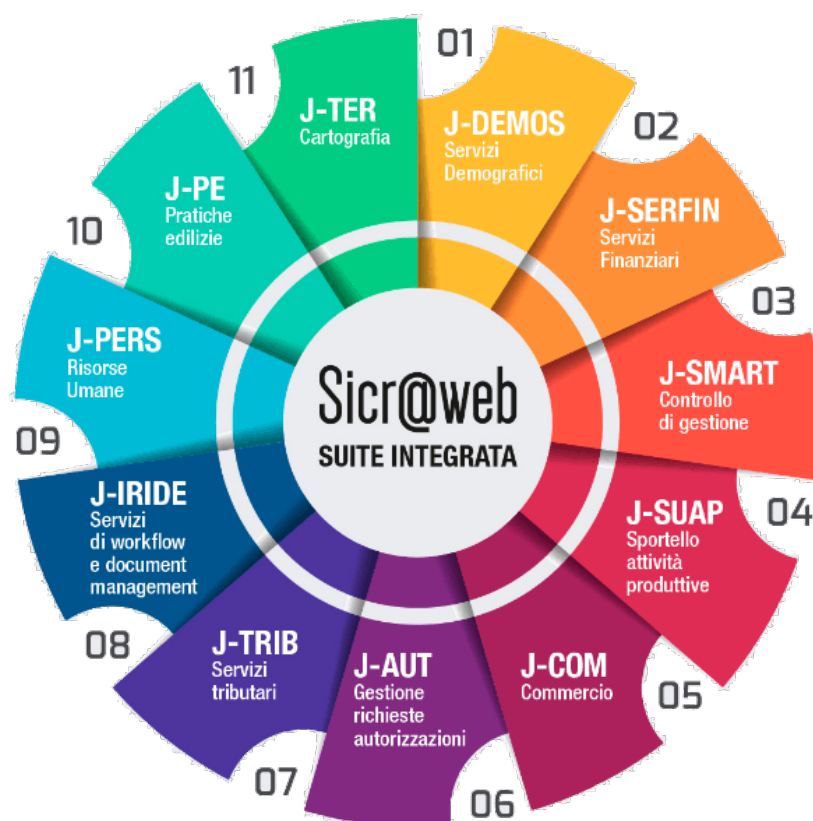 Sicr@web
SUITE INTEGRATA
01
J-DEMOS
Servizi
Demografici
02
J-SERFIN
Servizi
Finanziari
03
J-SMART
Controllo
di gestione
04
J-SUAP
Sportello
attività
produttive
05
J-COM
Commercio
06
J-AUT
Gestione
richieste
autorizzazioni
07
J-TRIB
Servizi
tributari
08
J-IRIDE
Servizi
di workflow
e document
management
09
J-PERS
Risorse
Umane
10
J-PE
Pratiche
edilizie
11
J-TER
Cartografia